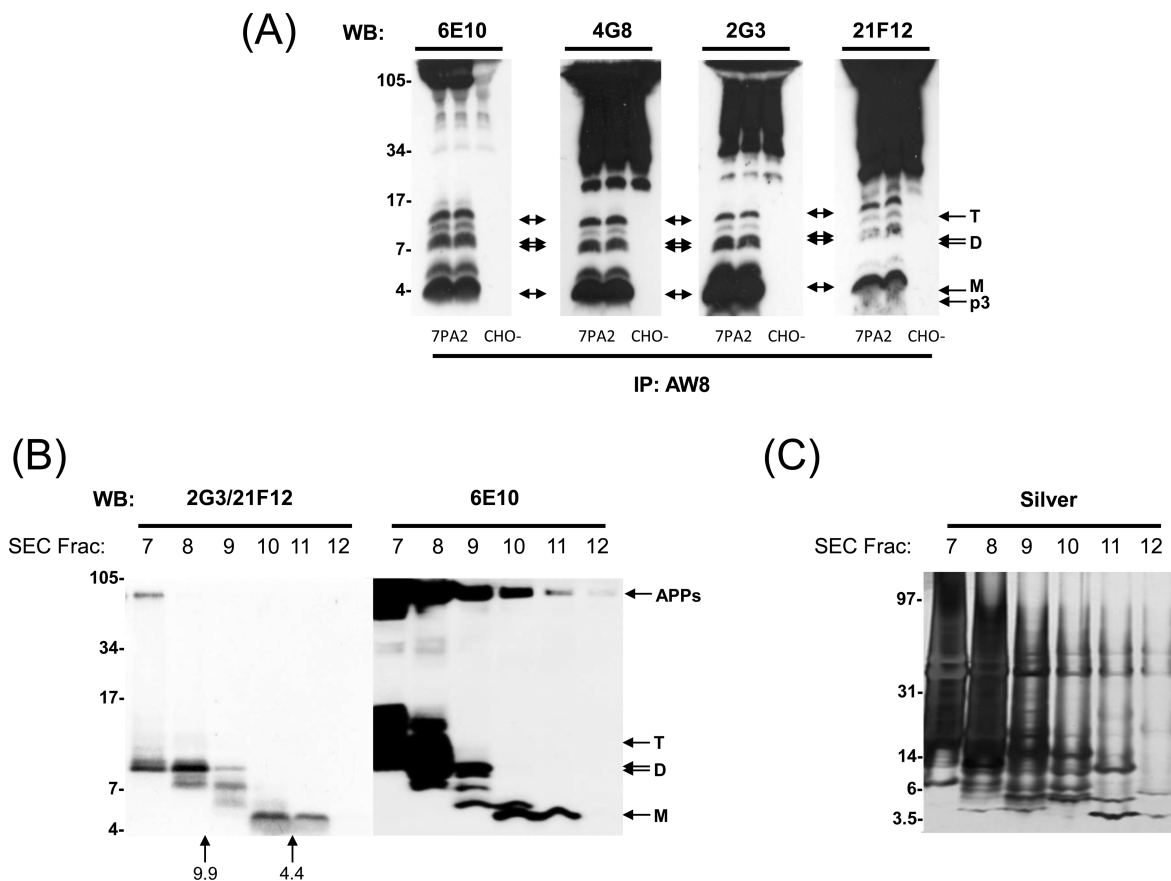 (A)
WB: 6E10 4G8 2G3 21F12
105-
34-
17-
7-
4-
T
D
M
p3
7PA2 CHO- 7PA2 CHO- 7PA2 CHO- 7PA2 CHO-
IP: AW8
(B)
WB: 2G3/21F12 6E10
SEC Frac: 7 8 9 10 11 12 7 8 9 10 11 12
105-
34-
17-
7-
4-
APPs
T
D
M
9.9 4.4
(C)
Silver
SEC Frac: 7 8 9 10 11 12
97-
31-
14-
6-
3.5-